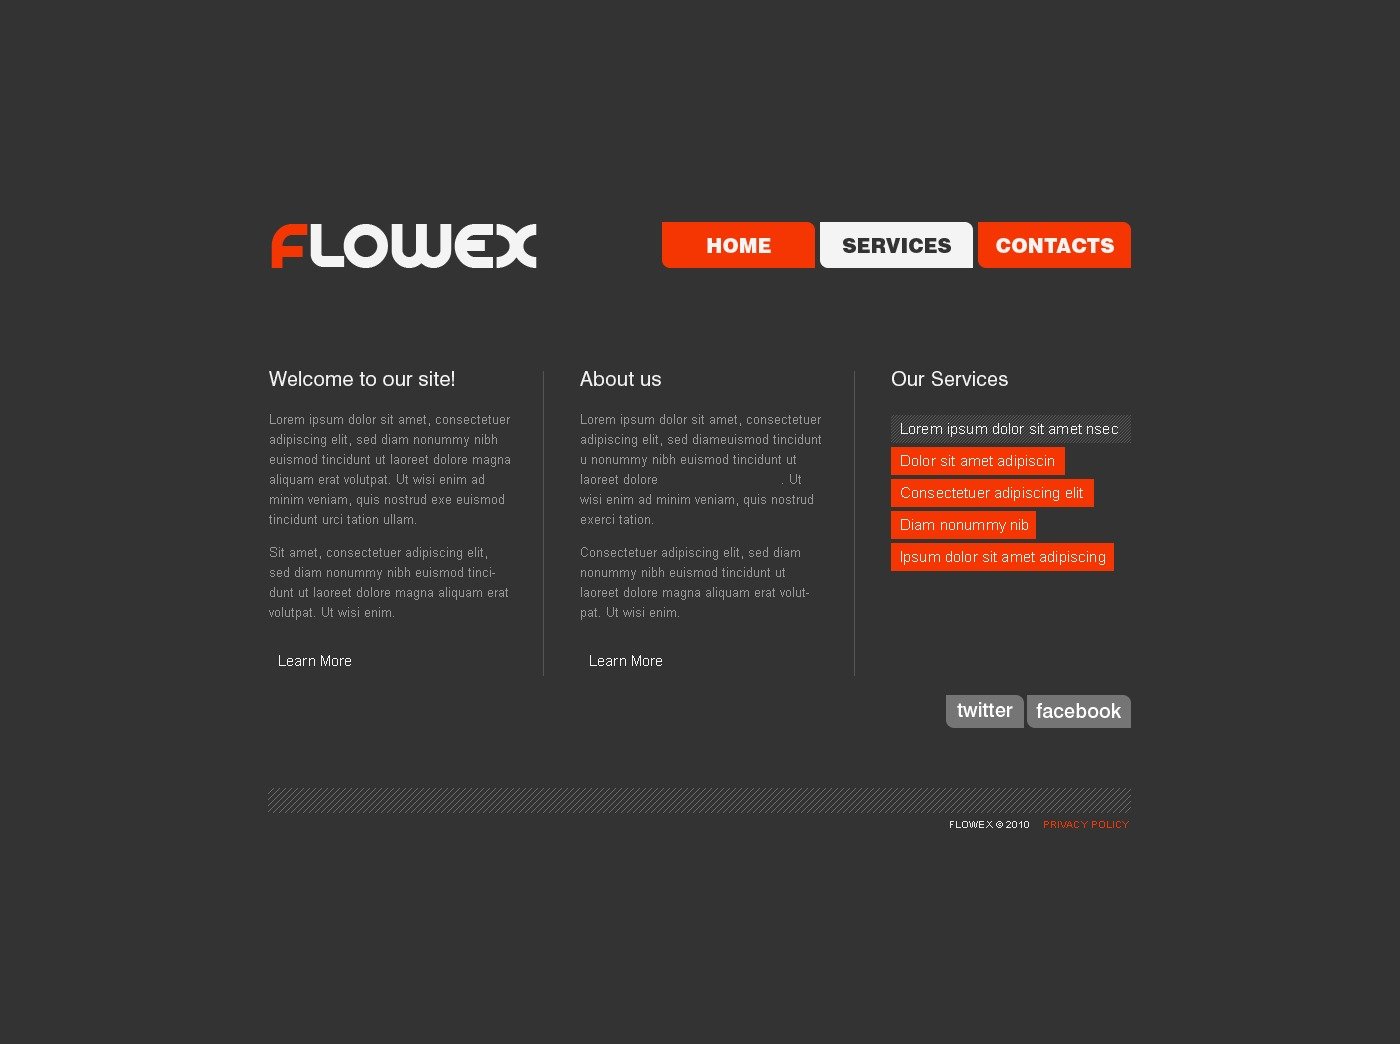 FLOWEX
HOME
SERVICES
CONTACTS
Welcome to our site!
Lorem ipsum dolor sit amet, consectetuer
adipiscing elit, sed diam nonummy nibh
euismod tincidunt ut laoreet dolore magna
aliquam erat volutpat. Ut wisi enim ad
minim veniam, quis nostrud exe euismod
tincidunt urci tation ullam.
Sit amet, consectetuer adipiscing elit,
sed diam nonummy nibh euismod tinci-
dunt ut laoreet dolore magna aliquam erat
volutpat. Ut wisi enim.
Learn More
About us
Lorem ipsum dolor sit amet, consectetuer
adipiscing elit, sed diameuismod tincidunt
u nonummy nibh euismod tincidunt ut
laoreet dolore . Ut
wisi enim ad minim veniam, quis nostrud
exerci tation.
Consectetuer adipiscing elit, sed diam
nonummy nibh euismod tincidunt ut
laoreet dolore magna aliquam erat volut-
pat. Ut wisi enim.
Learn More
Our Services
Lorem ipsum dolor sit amet nsec
Dolor sit amet adipiscin
Consectetuer adipiscing elit
Diam nonummy nib
Ipsum dolor sit amet adipiscing
twitter
facebook
FLOWEX © 2010 PRIVACY POLICY